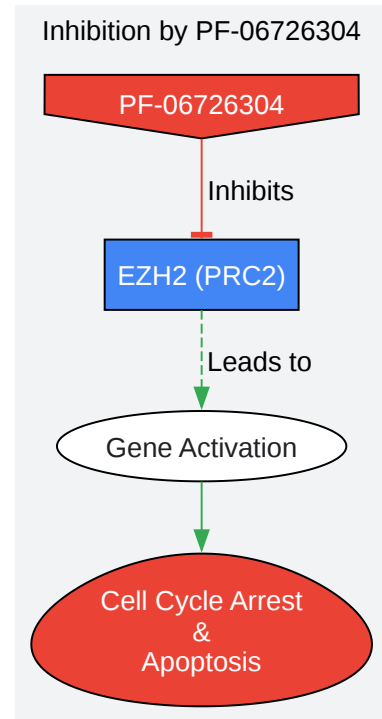 Inhibition by PF-06726304
PF-06726304
Inhibits
EZH2 (PRC2)
Leads to
Gene Activation
Cell Cycle Arrest
&
Apoptosis